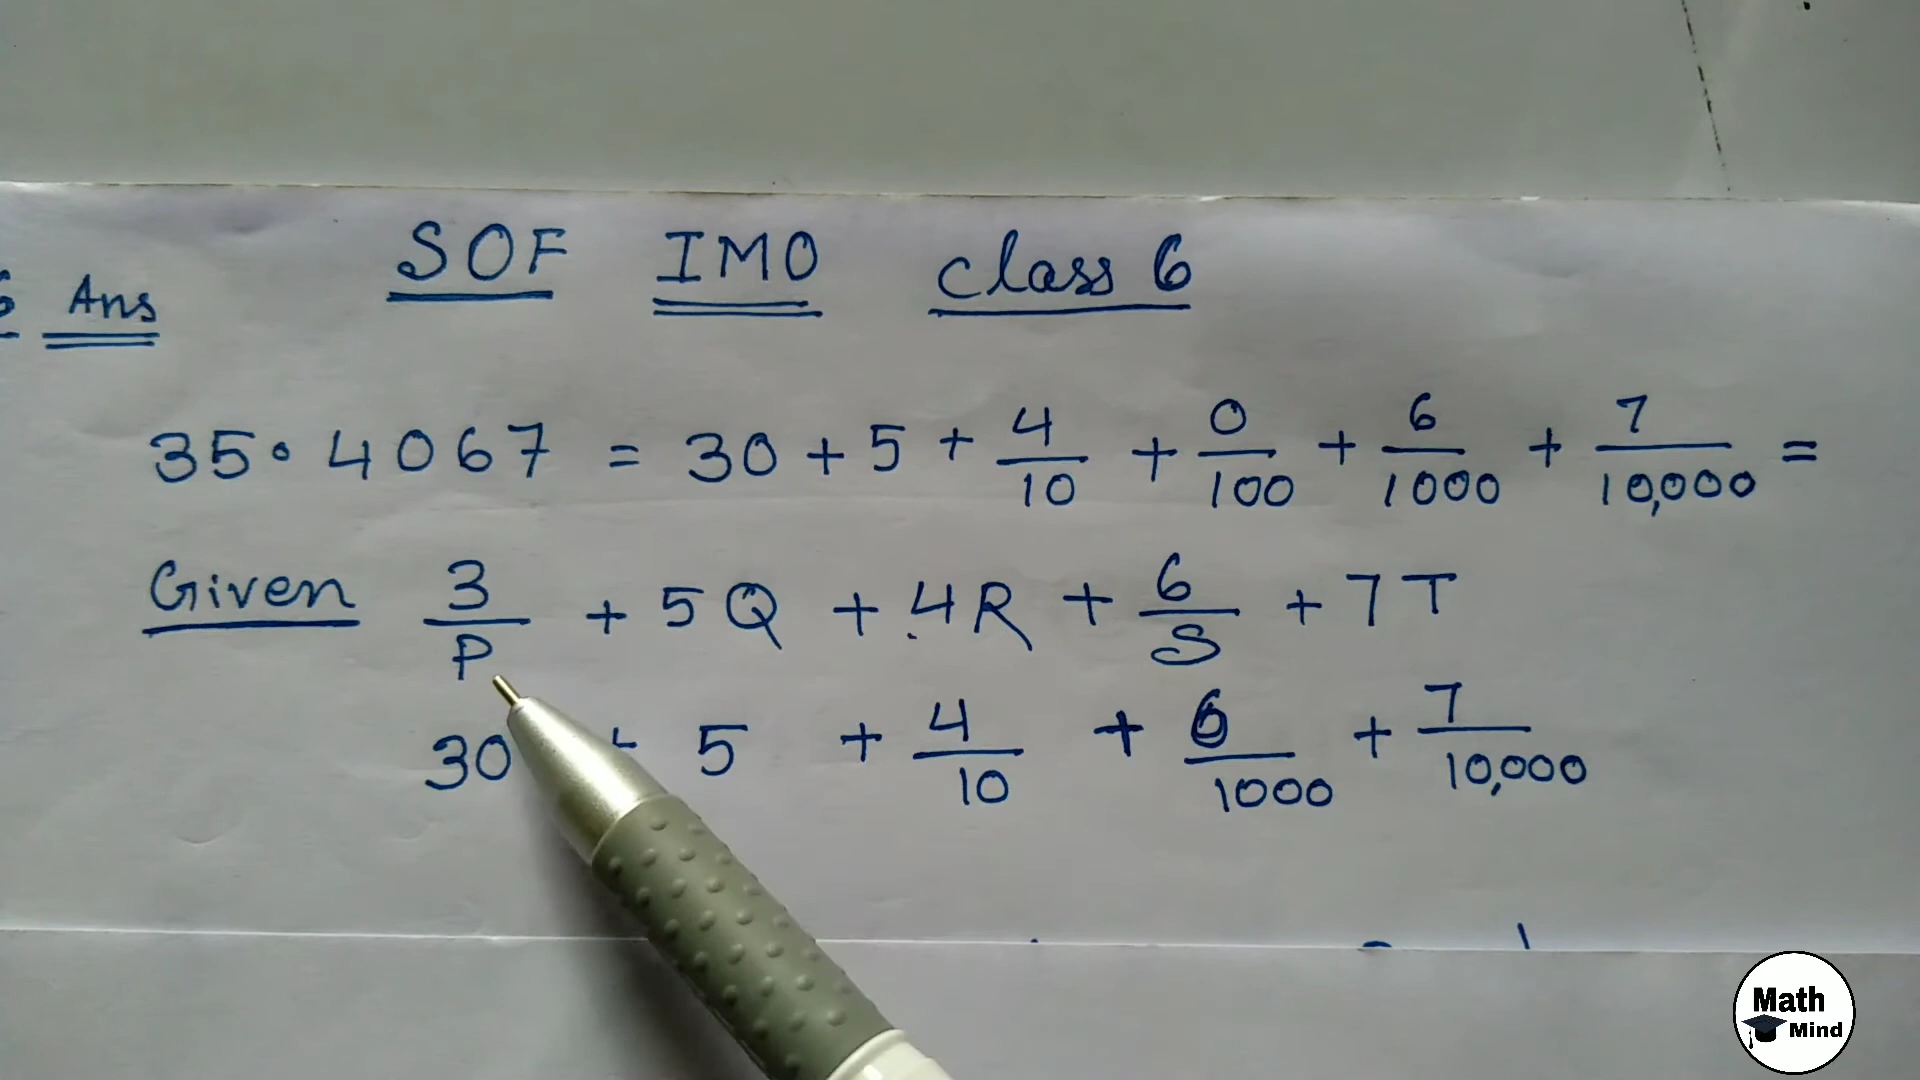 SOF IMO Class 6
Ans
35.4067 = 30 + 5 + 4/10 + 0/100 + 6/1000 + 7/10,000 =
Given 3/P + 5Q + 4R + 6/S + 7T
30 + 5 + 4/10 + 6/1000 + 7/10,000
Math
Mind